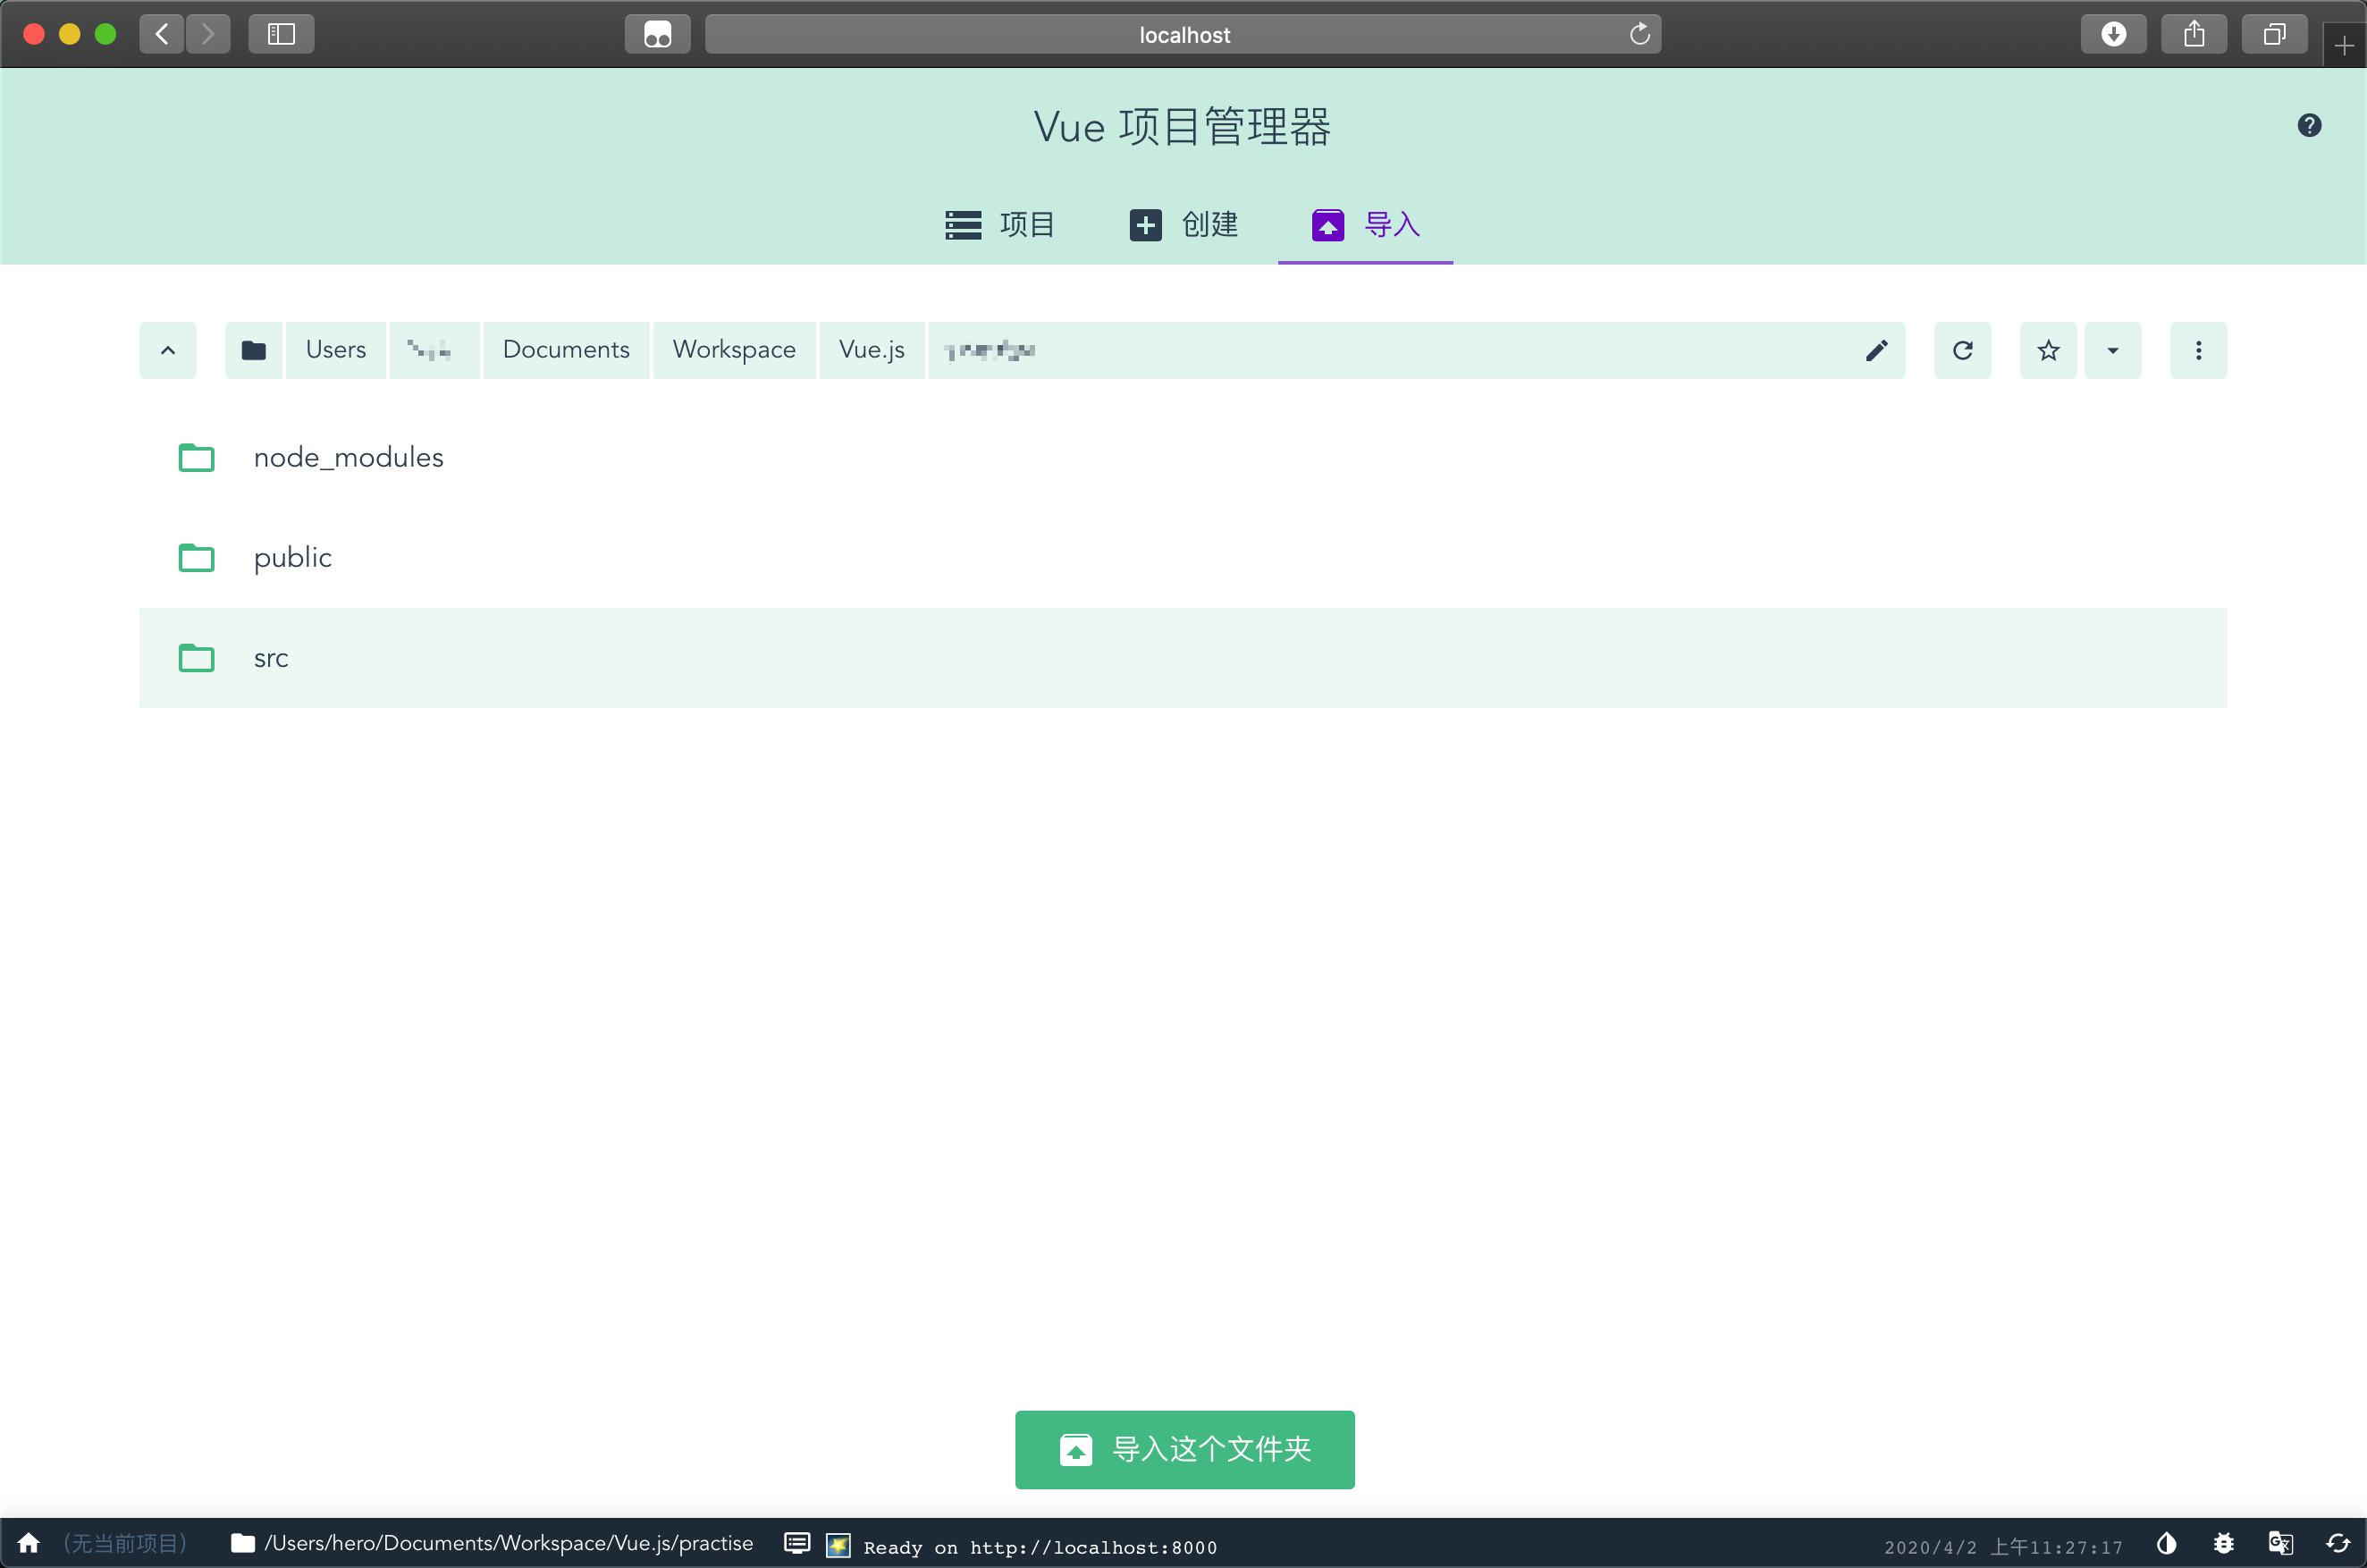 localhost
Vue 项目管理器
项目 创建 导入
Users Documents Workspace Vue.js
node_modules
public
src
导入这个文件夹
(无当前项目) /Users/hero/Documents/Workspace/Vue.js/practise Ready on http://localhost:8000 2020/4/2 上午11:27:17